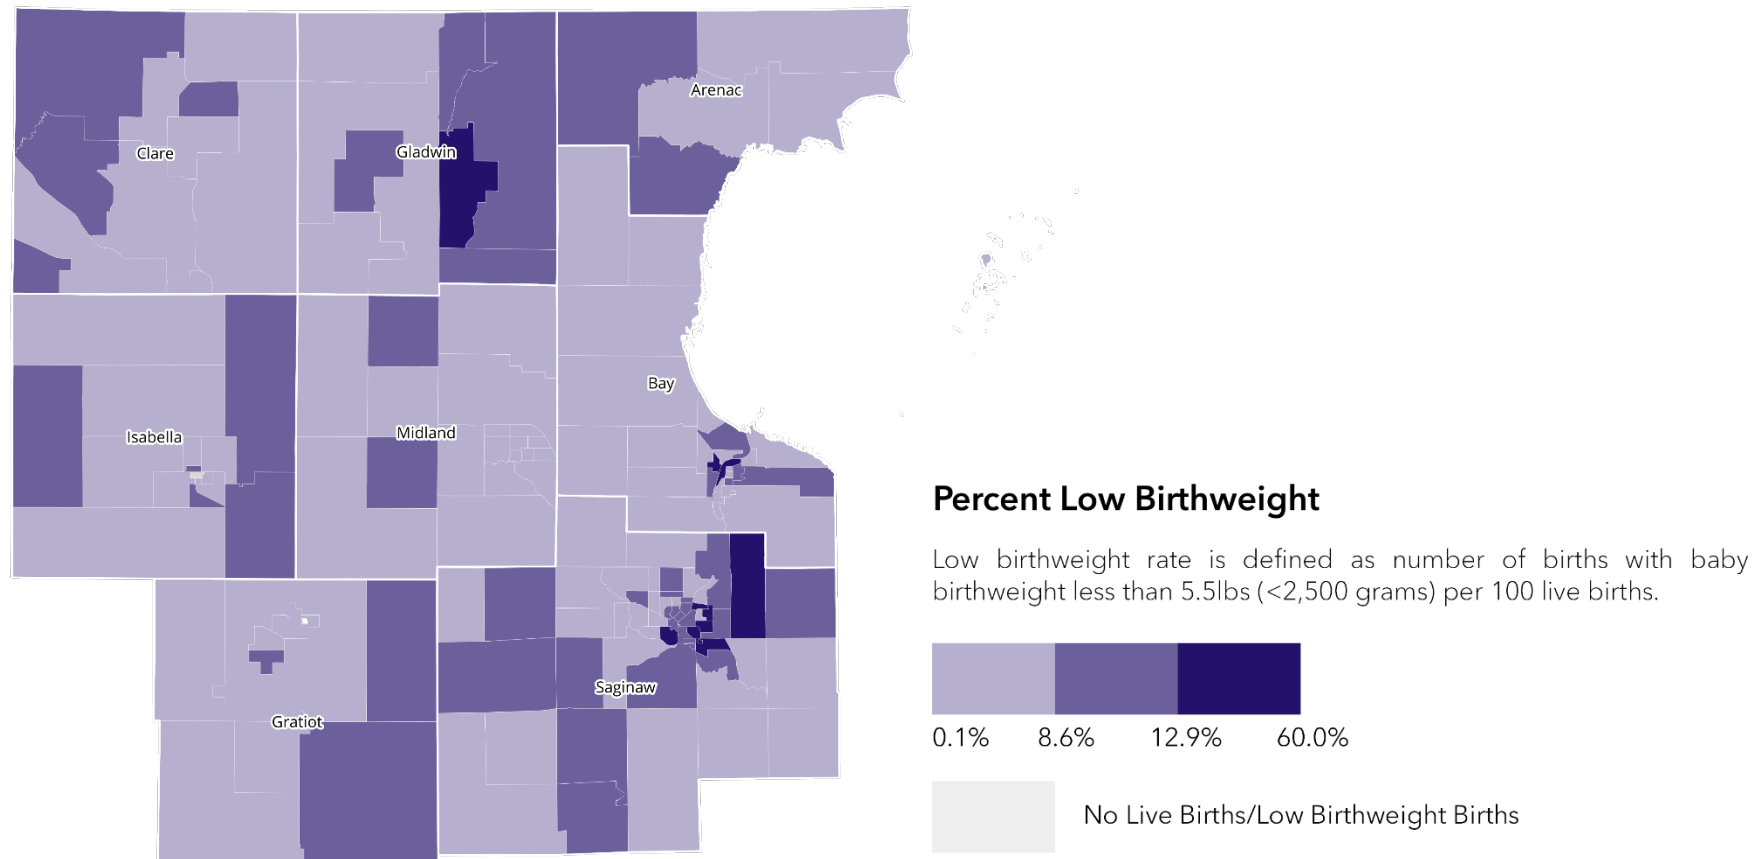 Arenac
Clare
Gladwin
Bay
Isabella
Midland
Saginaw
Gratiot
Percent Low Birthweight
Low birthweight rate is defined as number of births with baby
birthweight less than 5.5lbs (<2,500 grams) per 100 live births.
0.1% 8.6% 12.9% 60.0%
No Live Births/Low Birthweight Births